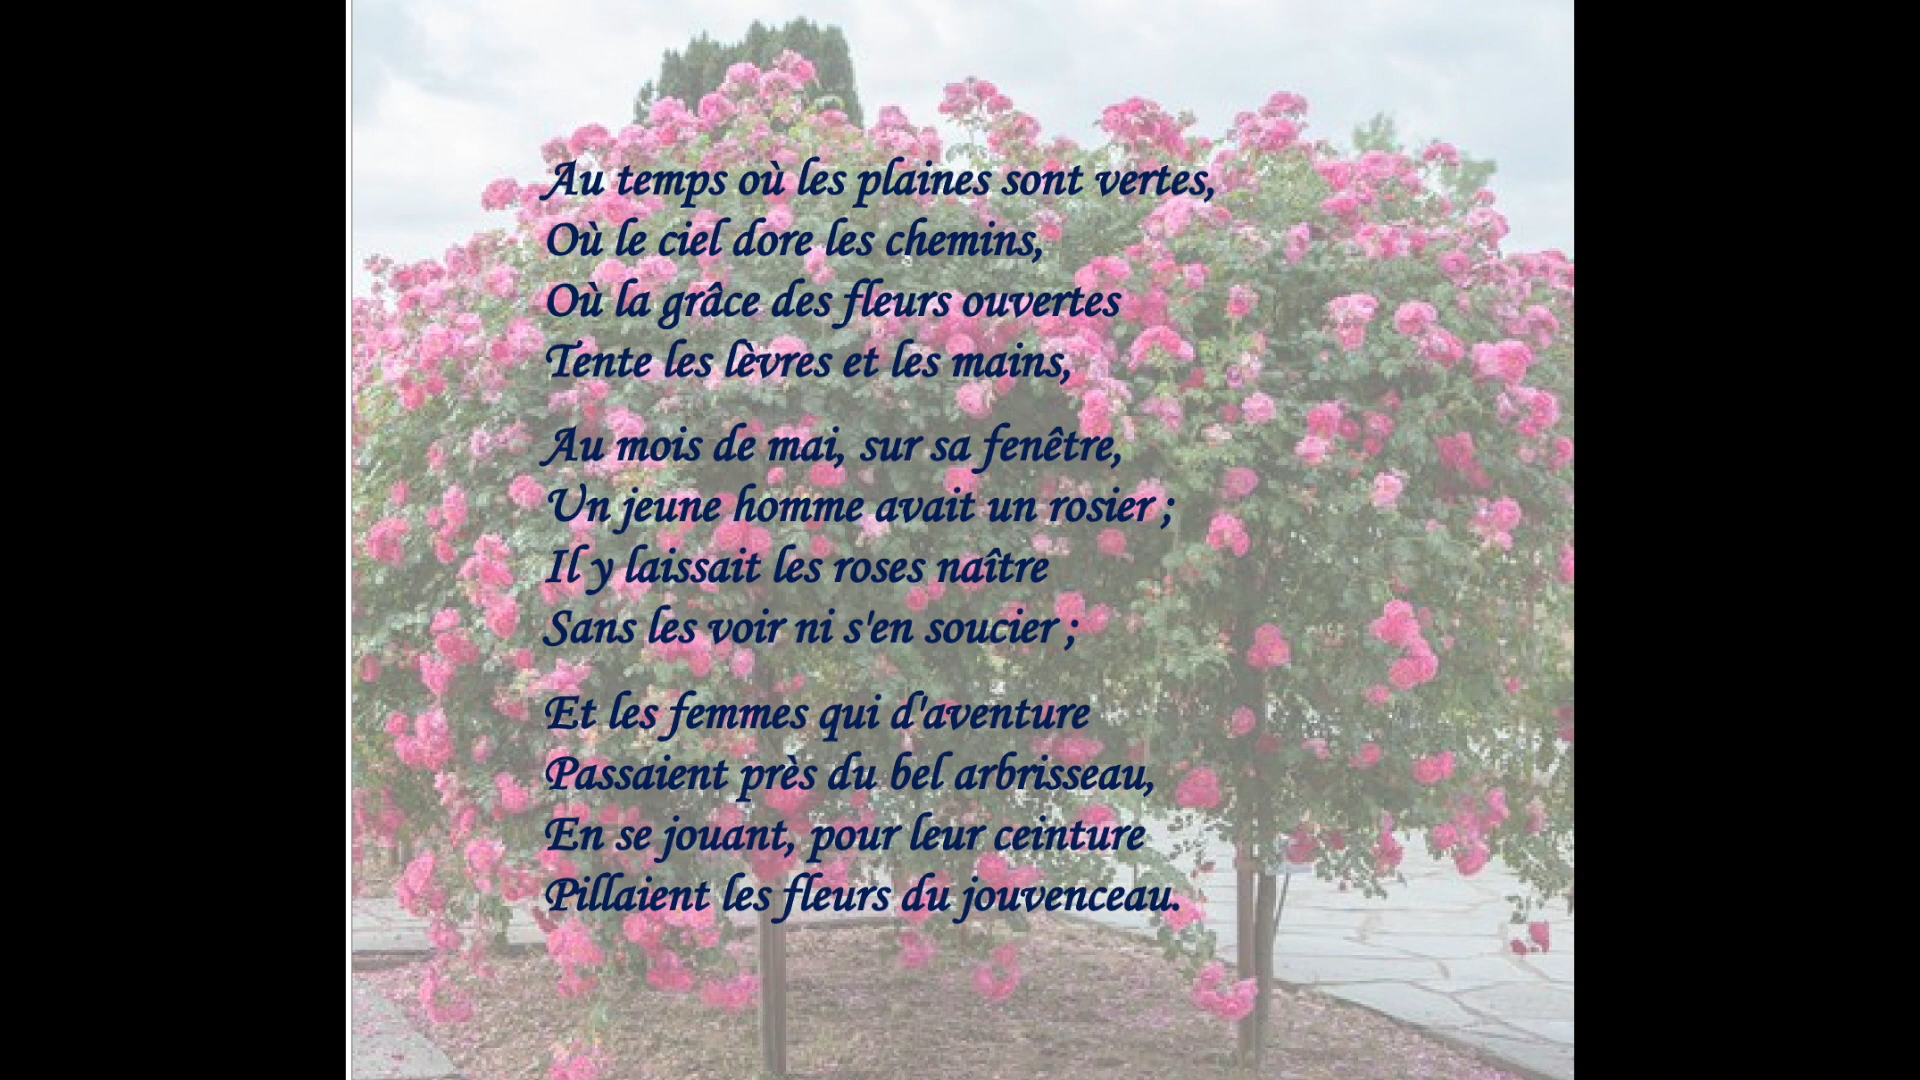 Au temps où les plaines sont vertes,
Où le ciel dore les chemins,
Où la grâce des fleurs ouvertes
Tente les lèvres et les mains,
Au mois de mai, sur sa fenêtre,
Un jeune homme avait un rosier ;
Il y laissait les roses naître
Sans les voir ni s'en soucier ;
Et les femmes qui d'aventure
Passaient près du bel arbrisseau,
En se jouant, pour leur ceinture
Pillaient les fleurs du jouvenceau.